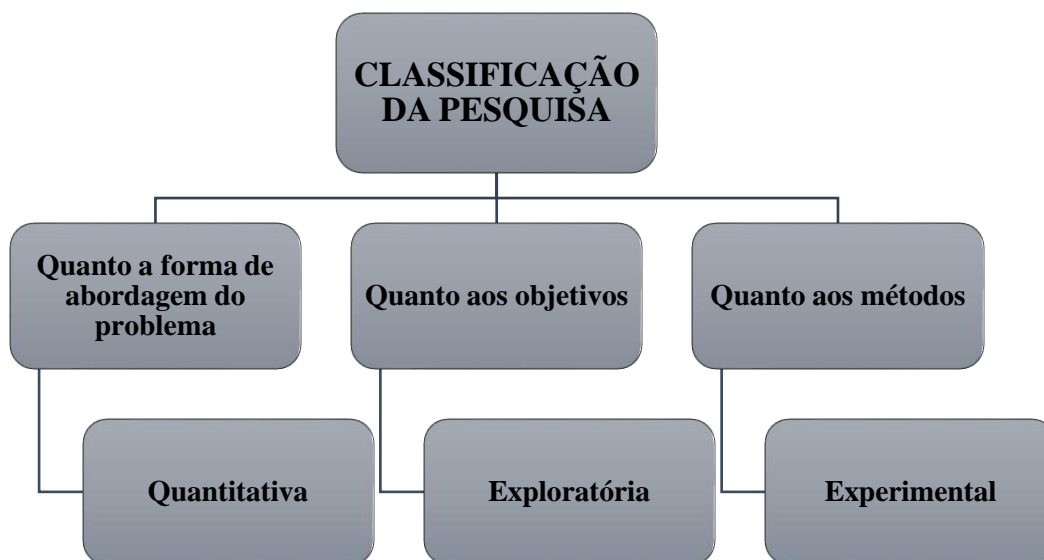 CLASSIFICAÇÃO
DA PESQUISA
Quanto a forma de
abordagem do
problema
Quanto aos objetivos
Quanto aos métodos
Quantitativa
Exploratória
Experimental